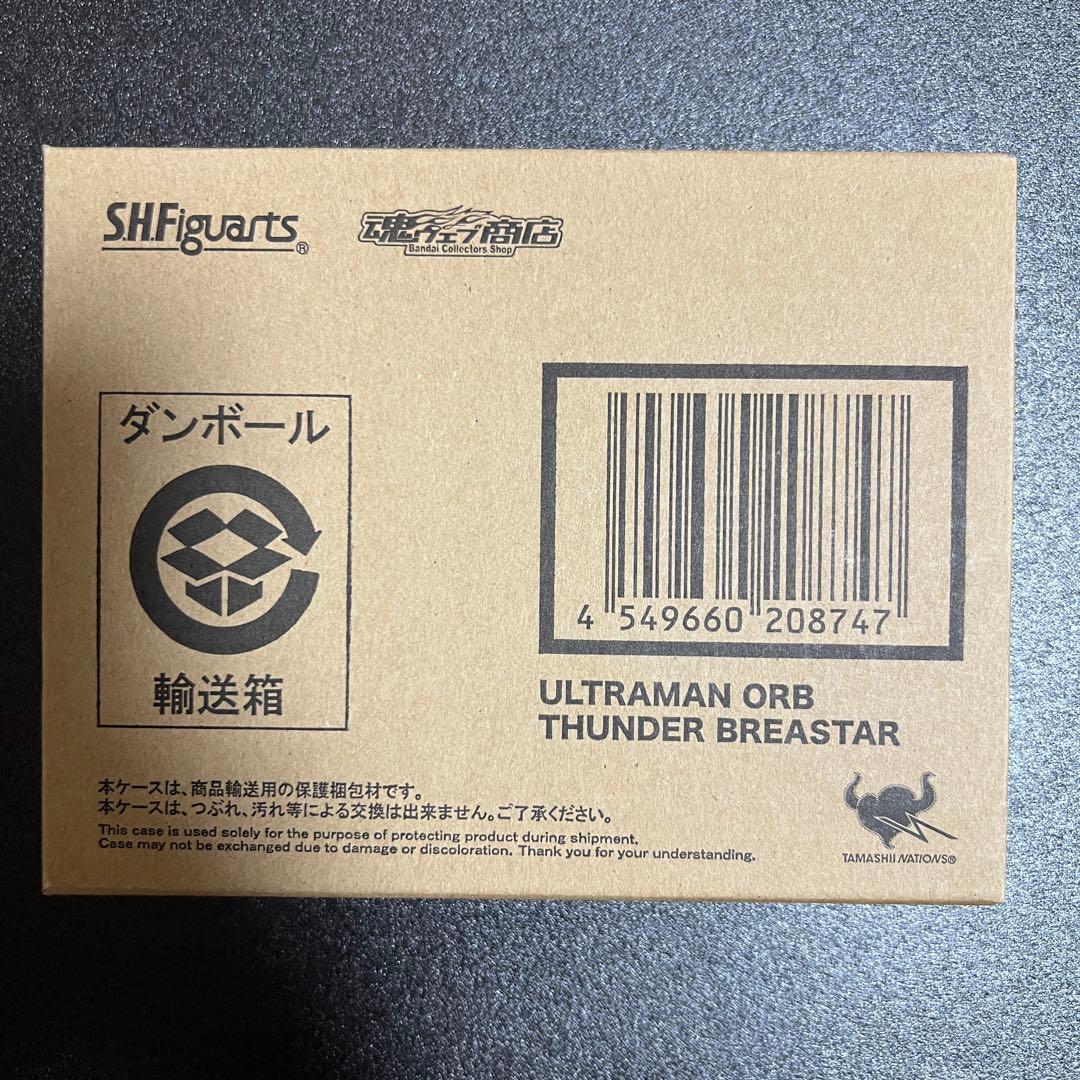 S.H.Figuarts®
魂ウェブ商店
Bandai Collectors Shop
ダンボール
輸送箱
4 549660 208747
ULTRAMAN ORB
THUNDER BREASTAR
本ケースは、商品輸送用の保護梱包材です。
本ケースは、つぶれ、汚れ等による交換は出来ません。ご了承ください。
This case is used solely for the purpose of protecting product during shipment.
Case may not be exchanged due to damage or discoloration. Thank you for your understanding.
TAMASHII NATIONS®